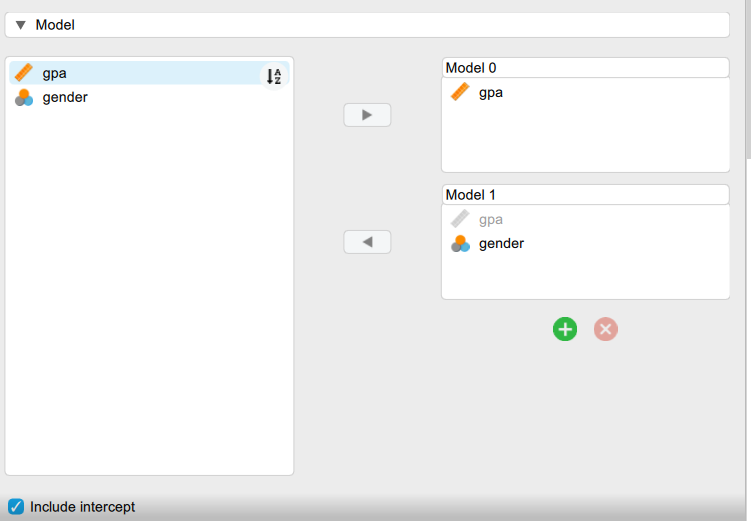 Model
gpa
gender
Model 0
gpa
Model 1
gpa
gender
Include intercept